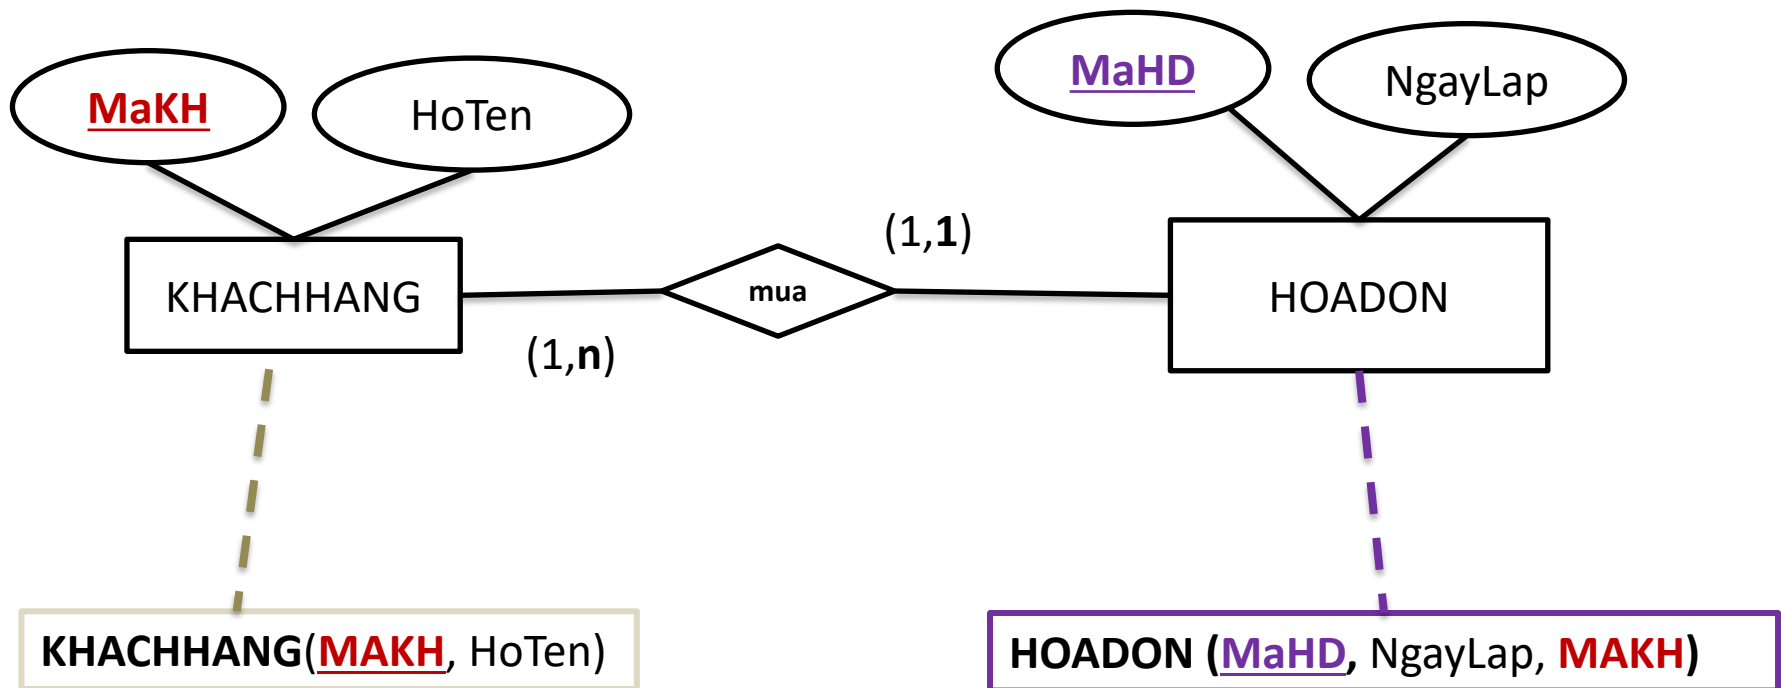 MaKH
HoTen
MaHD
NgayLap
KHACHHANG
(1,n)
mua
(1,1)
HOADON
KHACHHANG(MAKH, HoTen)
HOADON (MaHD, NgayLap, MAKH)